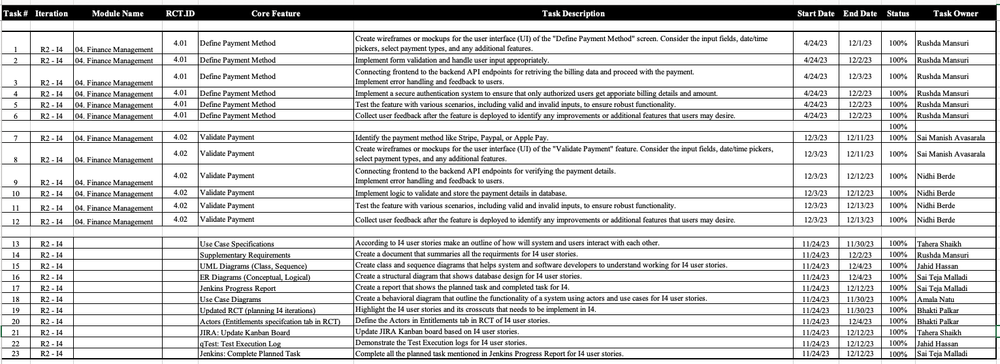 Task # Iteration Module Name RCT.ID Core Feature Task Description Start Date End Date Status Task Owner
1 R2 - I4 04. Finance Management 4.01 Define Payment Method Create wireframes or mockups for the user interface (UI) of the "Define Payment Method" screen. Consider the input fields, date/time
pickers, select payment types, and any additional features. 4/24/23 12/1/23 100% Rushda Mansuri
2 R2 - I4 04. Finance Management 4.01 Define Payment Method Implement form validation and handle user input appropriately. 4/24/23 12/2/23 100% Rushda Mansuri
3 R2 - I4 04. Finance Management 4.01 Define Payment Method Connecting frontend to the backend API endpoints for retriving the billing data and proceed with the payment.
Implement error handling and feedback to users. 4/24/23 12/3/23 100% Rushda Mansuri
4 R2 - I4 04. Finance Management 4.01 Define Payment Method Implement a secure authentication system to ensure that only authorized users get apporiate billing details and amount. 4/24/23 12/2/23 100% Rushda Mansuri
5 R2 - I4 04. Finance Management 4.01 Define Payment Method Test the feature with various scenarios, including valid and invalid inputs, to ensure robust functionality. 4/24/23 12/2/23 100% Rushda Mansuri
6 R2 - I4 04. Finance Management 4.01 Define Payment Method Collect user feedback after the feature is deployed to identify any improvements or additional features that users may desire. 4/24/23 12/2/23 100% Rushda Mansuri
100%
7 R2 - I4 04. Finance Management 4.02 Validate Payment Identify the payment method like Stripe, Paypal, or Apple Pay. 12/3/23 12/11/23 100% Sai Manish Avasarala
8 R2 - I4 04. Finance Management 4.02 Validate Payment Create wireframes or mockups for the user interface (UI) of the "Validate Payment" feature. Consider the input fields, date/time pickers,
select payment types, and any additional features. 12/3/23 12/11/23 100% Sai Manish Avasarala
9 R2 - I4 04. Finance Management 4.02 Validate Payment Connecting frontend to the backend API endpoints for verifying the payment details.
Implement error handling and feedback to users. 12/3/23 12/12/23 100% Nidhi Berde
10 R2 - I4 04. Finance Management 4.02 Validate Payment Implement logic to validate and store the payment details in database. 12/3/23 12/12/23 100% Nidhi Berde
11 R2 - I4 04. Finance Management 4.02 Validate Payment Test the feature with various scenarios, including valid and invalid inputs, to ensure robust functionality. 12/3/23 12/13/23 100% Nidhi Berde
12 R2 - I4 04. Finance Management 4.02 Validate Payment Collect user feedback after the feature is deployed to identify any improvements or additional features that users may desire. 12/3/23 12/13/23 100% Nidhi Berde
13 R2 - I4 Use Case Specifications According to I4 user stories make an outline of how will system and users interact with each other. 11/24/23 11/30/23 100% Tahera Shaikh
14 R2 - I4 Supplementary Requirements Create a document that summaries all the requirments for I4 user stories. 11/24/23 12/2/23 100% Rushda Mansuri
15 R2 - I4 UML Diagrams (Class, Sequence) Create class and sequence diagrams that helps system and software developers to understand working for I4 user stories. 11/24/23 12/4/23 100% Jahid Hassan
16 R2 - I4 ER Diagrams (Conceptual, Logical) Create a structural diagram that shows database design for I4 user stories. 11/24/23 12/4/23 100% Sai Teja Malladi
17 R2 - I4 Jenkins Progress Report Create a report that shows the planned task and completed task for I4. 11/24/23 12/12/23 100% Sai Teja Malladi
18 R2 - I4 Use Case Diagrams Create a behavioral diagram that outline the functionality of a system using actors and use cases for I4 user stories. 11/24/23 11/30/23 100% Amala Natu
19 R2 - I4 Updated RCT (planning I4 iterations) Highlight the I4 user stories and its crosscuts that needs to be implement in I4. 11/24/23 11/30/23 100% Bhakti Palkar
20 R2 - I4 Actors (Entitlements specifcation tab in RCT) Define the Actors in Entitlements tab in RCT of I4 user stories. 11/24/23 12/4/23 100% Bhakti Palkar
21 R2 - I4 JIRA: Update Kanban Board Update JIRA Kanban board based on I4 user stories. 11/24/23 12/12/23 100% Tahera Shaikh
22 R2 - I4 qTest: Test Execution Log Demonstrate the Test Execution logs for I4 user stories. 11/24/23 12/12/23 100% Jahid Hassan
23 R2 - I4 Jenkins: Complete Planned Task Complete all the planned task mentioned in Jenkins Progress Report for I4 user stories. 11/24/23 12/12/23 100% Sai Teja Malladi